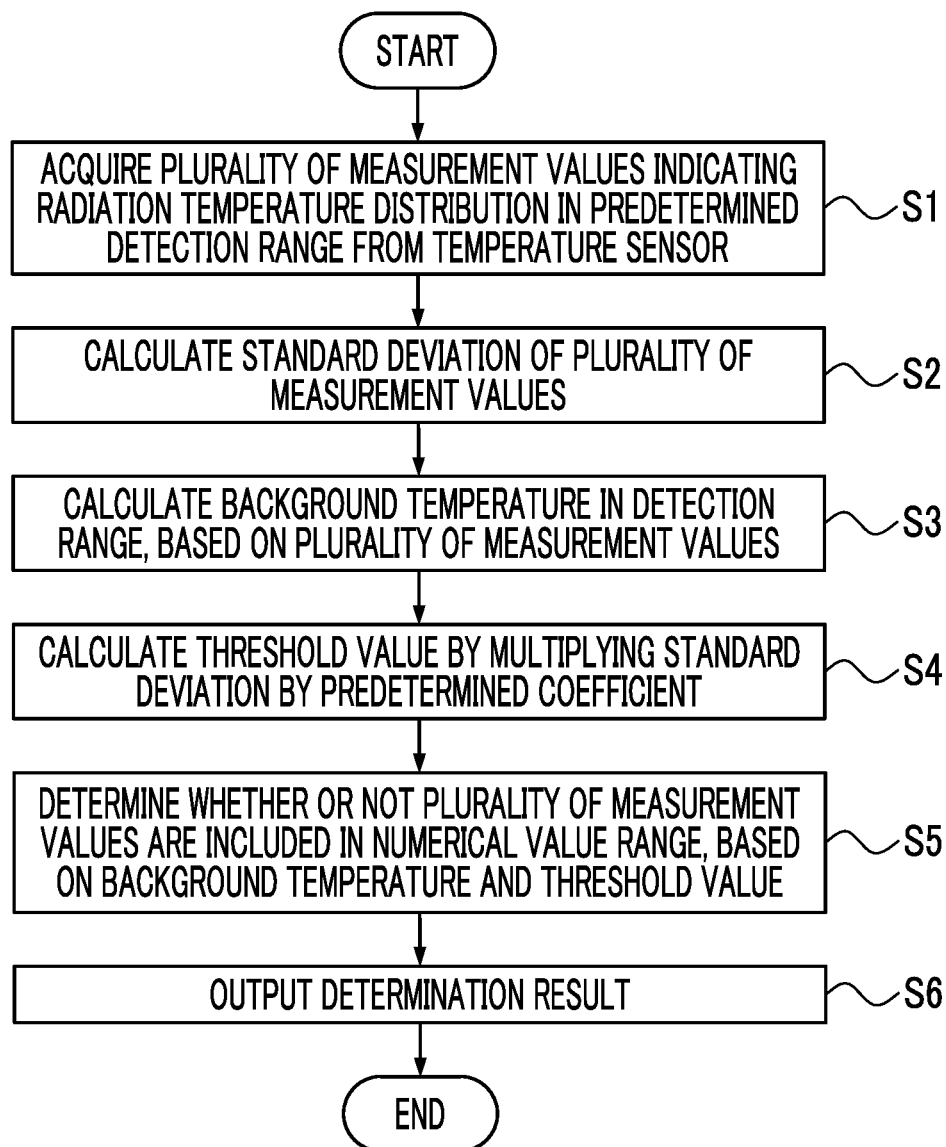 START
ACQUIRE PLURALITY OF MEASUREMENT VALUES INDICATING
RADIATION TEMPERATURE DISTRIBUTION IN PREDETERMINED
DETECTION RANGE FROM TEMPERATURE SENSOR
S1
CALCULATE STANDARD DEVIATION OF PLURALITY OF
MEASUREMENT VALUES
S2
CALCULATE BACKGROUND TEMPERATURE IN DETECTION
RANGE, BASED ON PLURALITY OF MEASUREMENT VALUES
S3
CALCULATE THRESHOLD VALUE BY MULTIPLYING STANDARD
DEVIATION BY PREDETERMINED COEFFICIENT
S4
DETERMINE WHETHER OR NOT PLURALITY OF MEASUREMENT
VALUES ARE INCLUDED IN NUMERICAL VALUE RANGE, BASED
ON BACKGROUND TEMPERATURE AND THRESHOLD VALUE
S5
OUTPUT DETERMINATION RESULT
S6
END